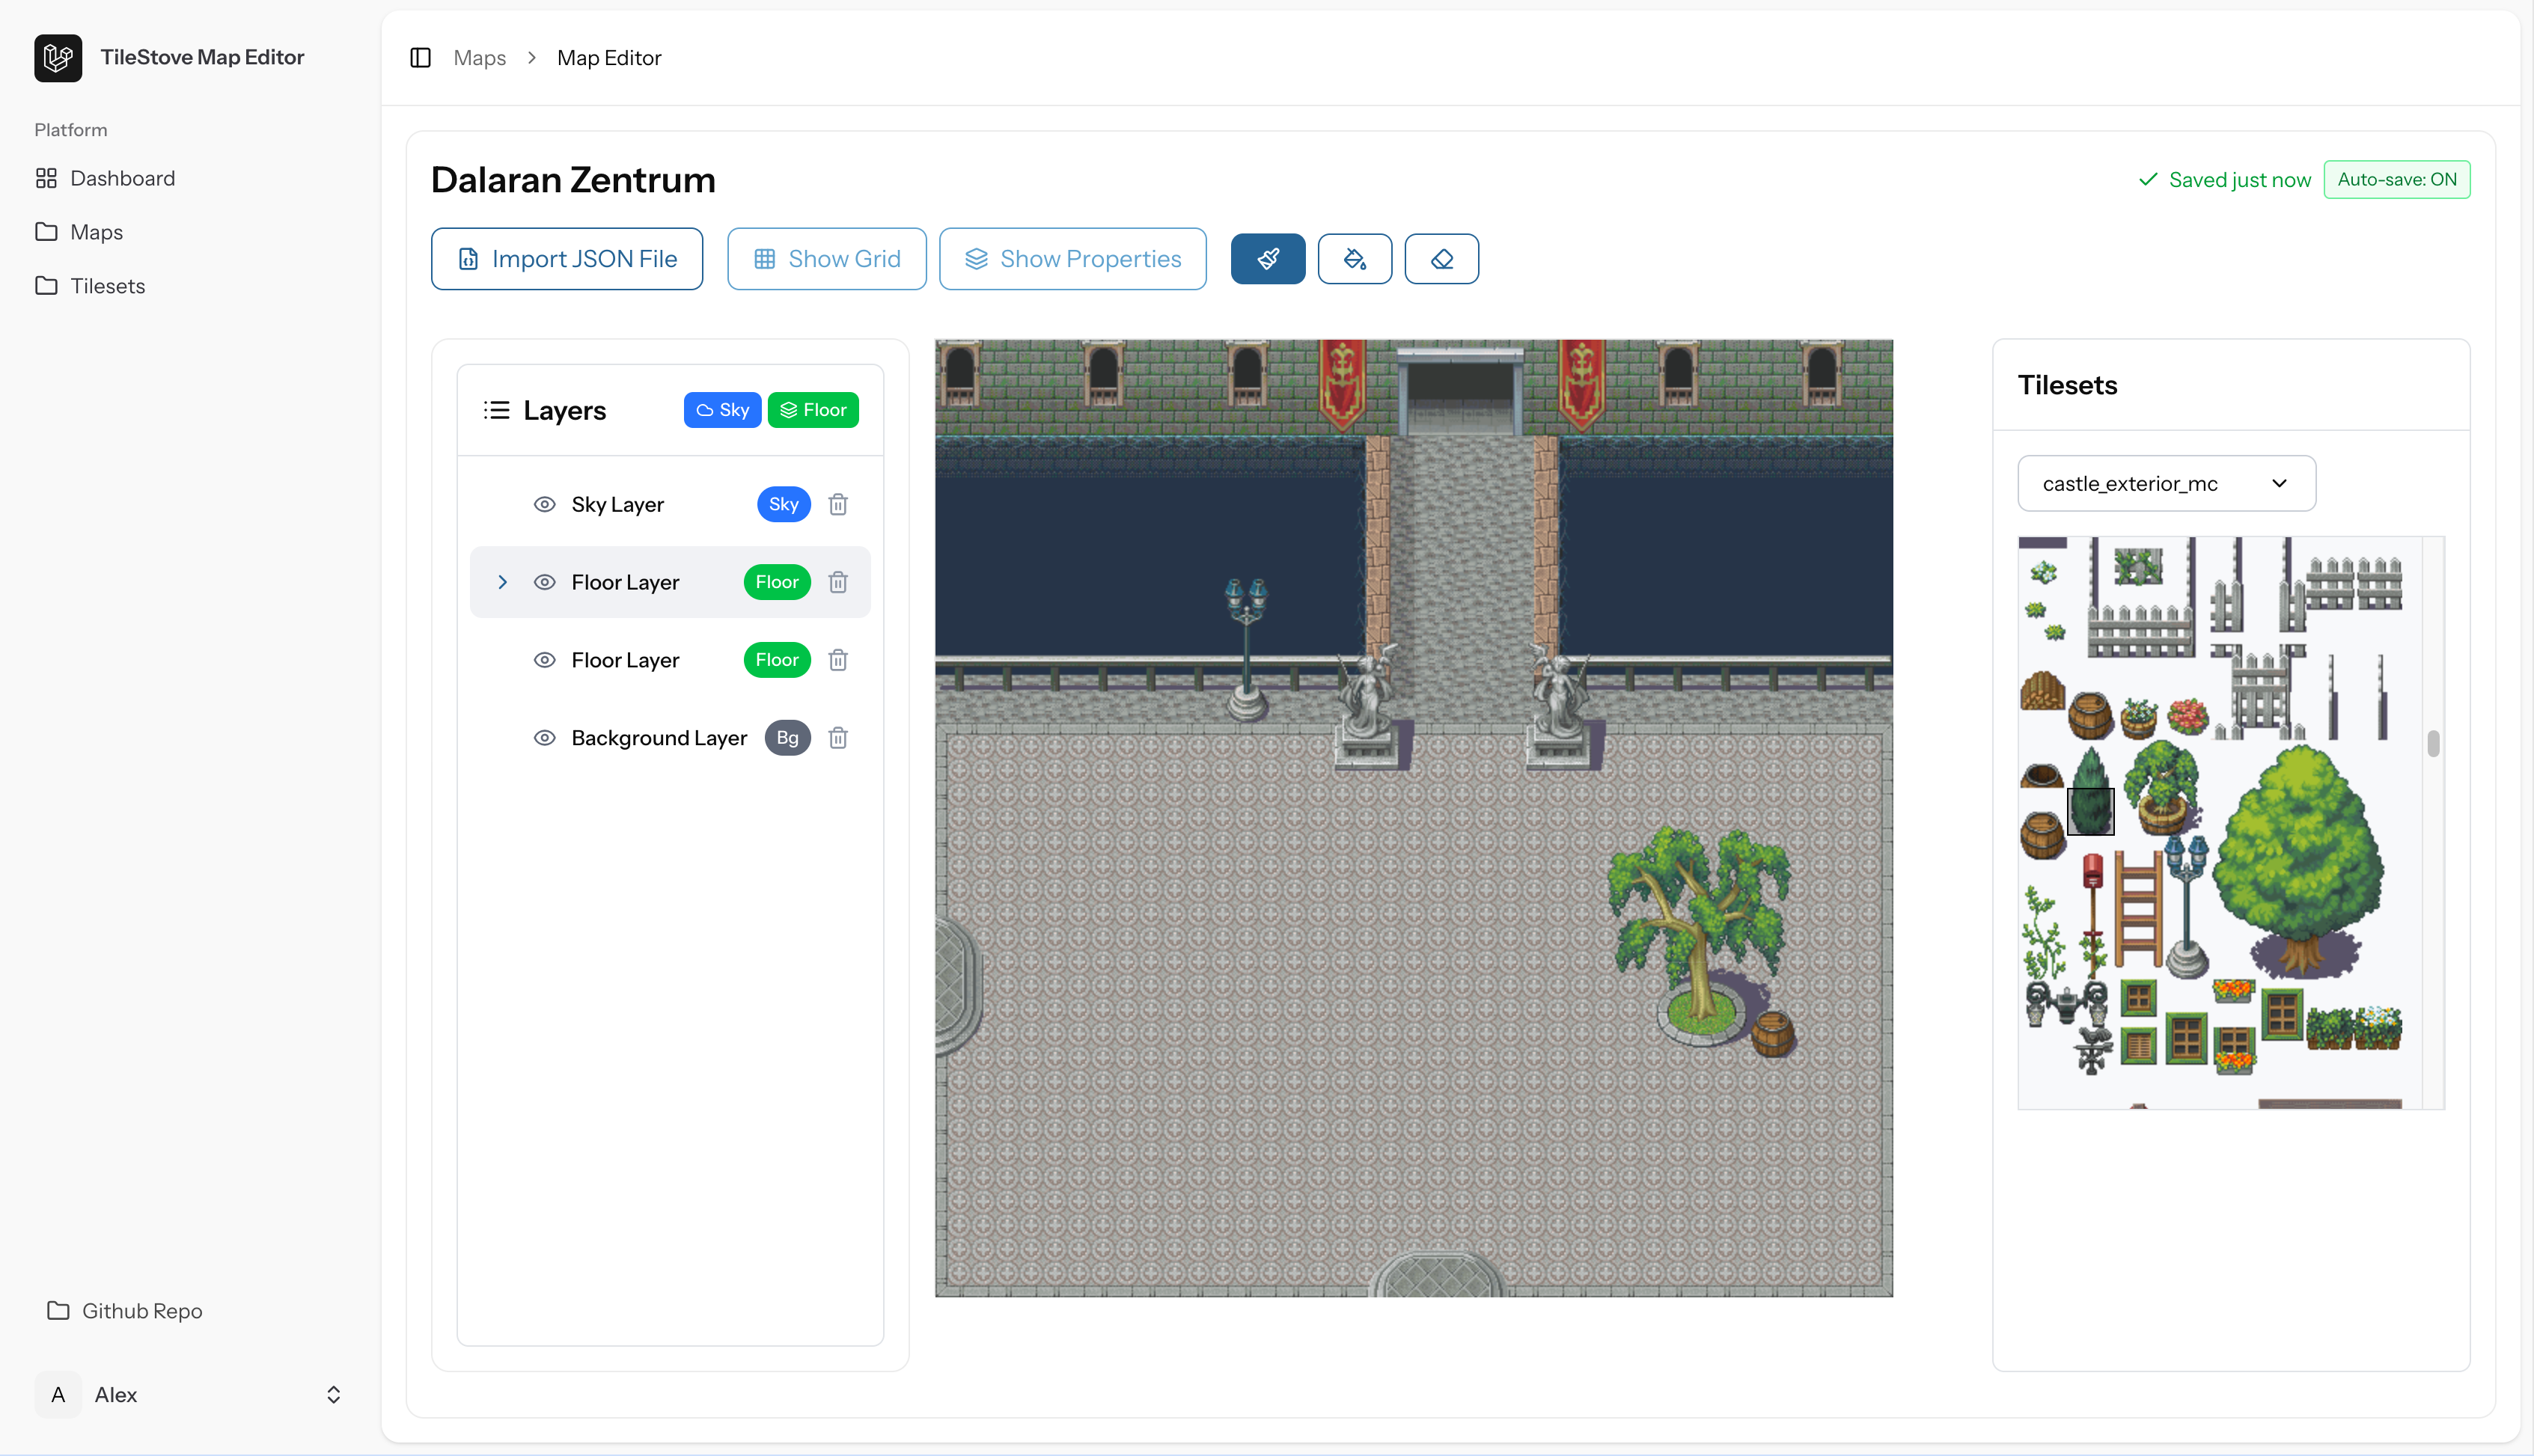 TileStove Map Editor
Platform
Dashboard
Maps
Tilesets
Github Repo
A Alex
Maps > Map Editor
Dalaran Zentrum
Saved just now
Auto-save: ON
Import JSON File
Show Grid
Show Properties
Layers
Sky
Floor
Sky Layer Sky
Floor Layer Floor
Floor Layer Floor
Background Layer Bg
Tilesets
castle_exterior_mc